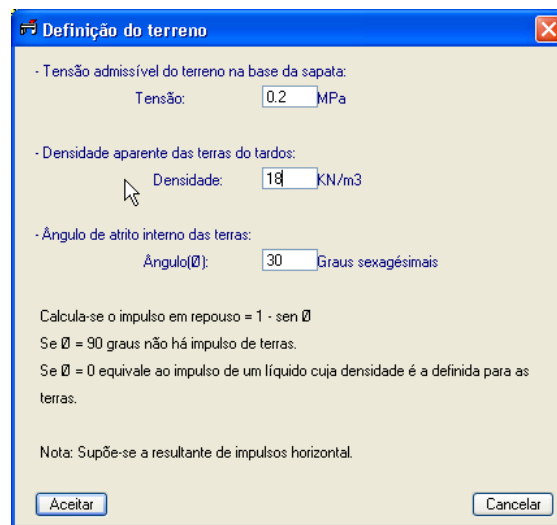 Definição do terreno
- Tensão admissível do terreno na base da sapata:
Tensão: 0.2 MPa
- Densidade aparente das terras do tardos:
Densidade: 18 KN/m3
- Ângulo de atrito interno das terras:
Ângulo(Ø): 30 Graus sexagésimais
Calcula-se o impulso em repouso = 1 - sen Ø
Se Ø = 90 graus não há impulso de terras.
Se Ø = 0 equivale ao impulso de um líquido cuja densidade é a definida para as
terras.
Nota: Supõe-se a resultante de impulsos horizontal.
Aceitar Cancelar